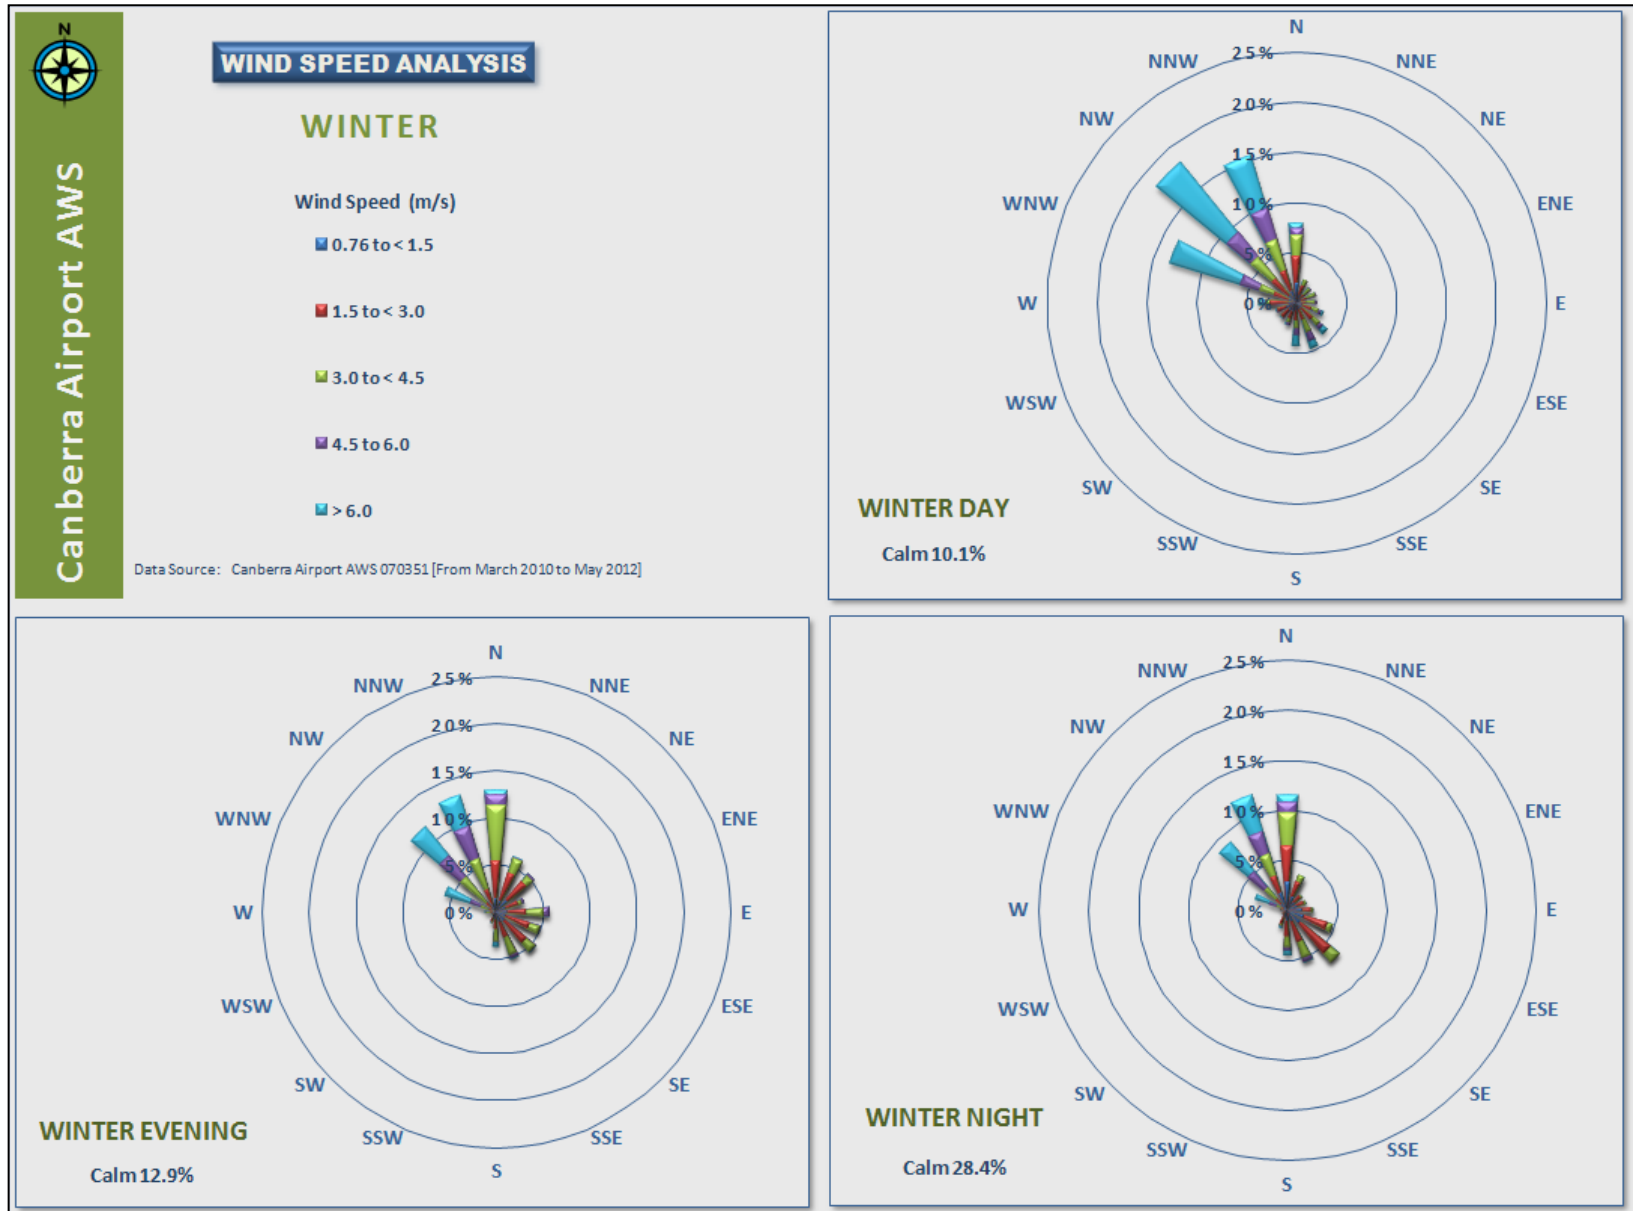 N
Canberra Airport AWS
WIND SPEED ANALYSIS
WINTER
Wind Speed (m/s)
0.76 to < 1.5
1.5 to < 3.0
3.0 to < 4.5
4.5 to 6.0
> 6.0
Data Source: Canberra Airport AWS 070351 [From March 2010 to May 2012]
N
NNW 25% NNE
20%
NW NE
15%
WNW 10% ENE
5%
W 0% E
WSW ESE
SW SE
WINTER DAY
SSW SSE
Calm 10.1%
S
N
NNW 25% NNE
20%
NW NE
15%
WNW 10% ENE
5%
W 0% E
WSW ESE
SW SE
WINTER EVENING
SSW SSE
Calm 12.9%
S
N
NNW 25% NNE
20%
NW NE
15%
WNW 10% ENE
5%
W 0% E
WSW ESE
SW SE
WINTER NIGHT
SSW SSE
Calm 28.4%
S